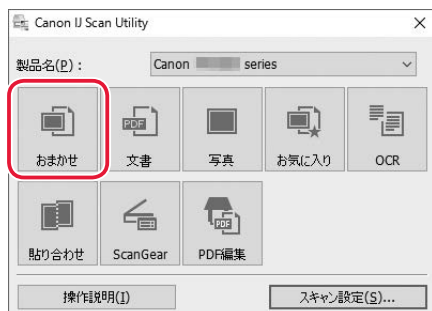 Canon IJ Scan Utility
製品名(P)： Canon series
おまかせ 文書 写真 お気に入り OCR
貼り合わせ ScanGear PDF編集
操作説明(I) スキャン設定(S)...